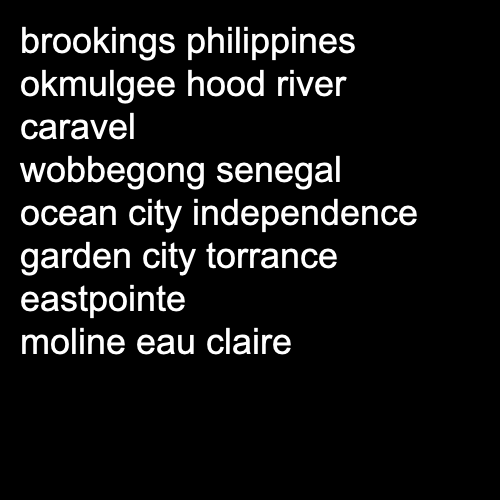 brookings philippines
okmulgee hood river
caravel
wobbegong senegal
ocean city independence
garden city torrance
eastpointe
moline eau claire